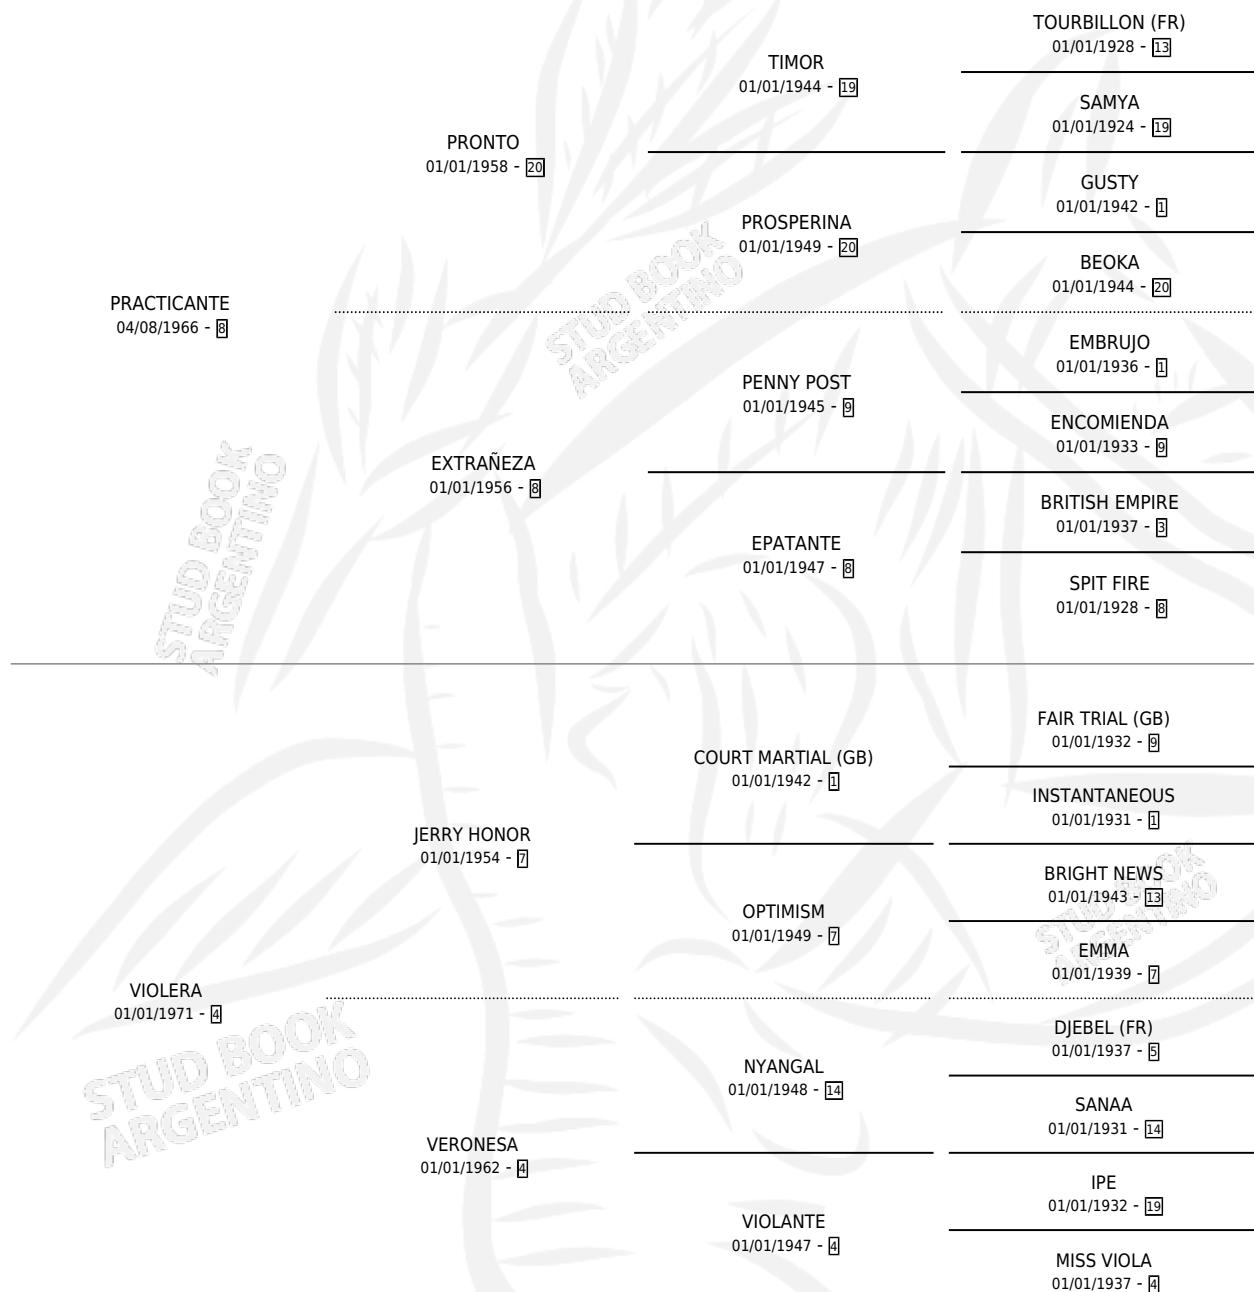 TOURBILLON (FR)
01/01/1928 - 13
TIMOR
01/01/1944 - 19
SAMYA
01/01/1924 - 19
PRONTO
01/01/1958 - 20
GUSTY
01/01/1942 - 1
PROSPERINA
01/01/1949 - 20
BEOKA
01/01/1944 - 20
PRACTICANTE
04/08/1966 - 8
EMBRUJO
01/01/1936 - 1
PENNY POST
01/01/1945 - 9
ENCOMIENDA
01/01/1933 - 9
EXTRAÑEZA
01/01/1956 - 8
BRITISH EMPIRE
01/01/1937 - 3
EPATANTE
01/01/1947 - 8
SPIT FIRE
01/01/1928 - 8
FAIR TRIAL (GB)
01/01/1932 - 9
COURT MARTIAL (GB)
01/01/1942 - 1
INSTANTANEOUS
01/01/1931 - 1
JERRY HONOR
01/01/1954 - 7
BRIGHT NEWS
01/01/1943 - 13
OPTIMISM
01/01/1949 - 7
EMMA
01/01/1939 - 7
VIOLERA
01/01/1971 - 4
DJEBEL (FR)
01/01/1937 - 5
NYANGAL
01/01/1948 - 14
SANAA
01/01/1931 - 14
VERONESA
01/01/1962 - 4
IPE
01/01/1932 - 19
VIOLANTE
01/01/1947 - 4
MISS VIOLA
01/01/1937 - 4
STUD BOOK
ARGENTINO
STUD BOOK
ARGENTINO
STUD BOOK
ARGENTINO
STUD BOOK
ARGENTINO